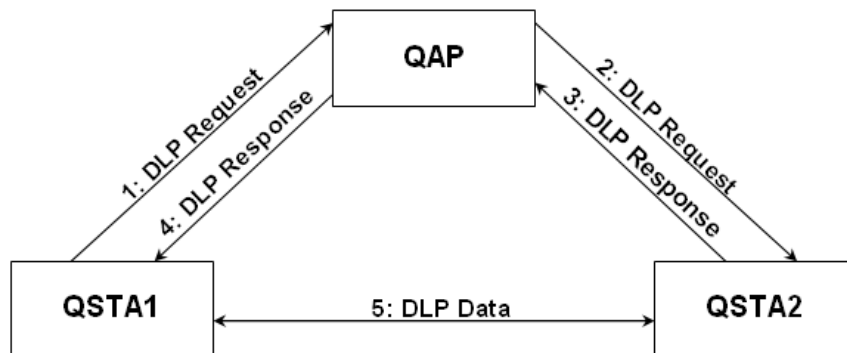 QAP
1: DLP Request
4: DLP Response
2: DLP Request
3: DLP Response
QSTA1
5: DLP Data
QSTA2